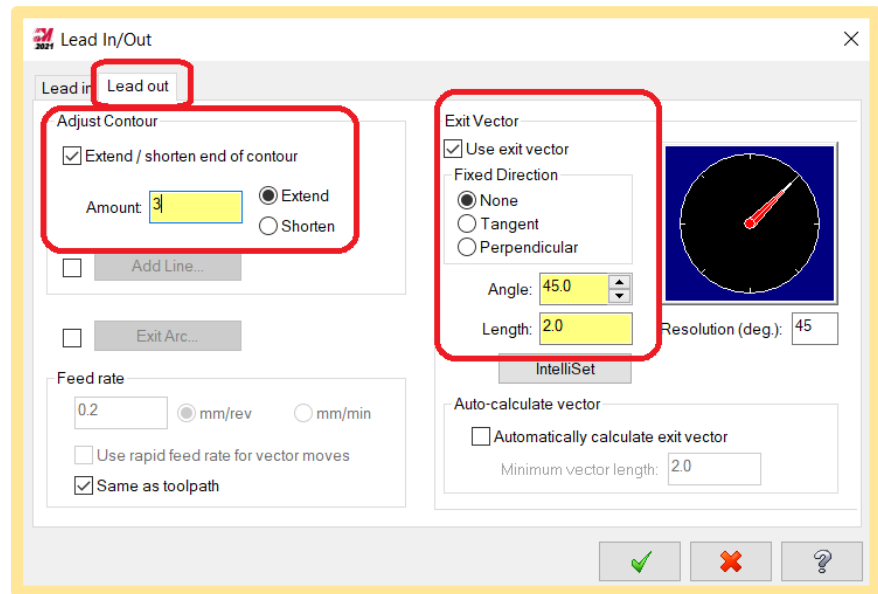 2021 Lead In/Out
Lead in Lead out
Adjust Contour
Extend / shorten end of contour
Amount: 3
Extend
Shorten
Add Line...
Exit Arc...
Feed rate
0.2 mm/rev mm/min
Use rapid feed rate for vector moves
Same as toolpath
Exit Vector
Use exit vector
Fixed Direction
None
Tangent
Perpendicular
Angle: 45.0
Length: 2.0
Resolution (deg.): 45
IntelliSet
Auto-calculate vector
Automatically calculate exit vector
Minimum vector length: 2.0